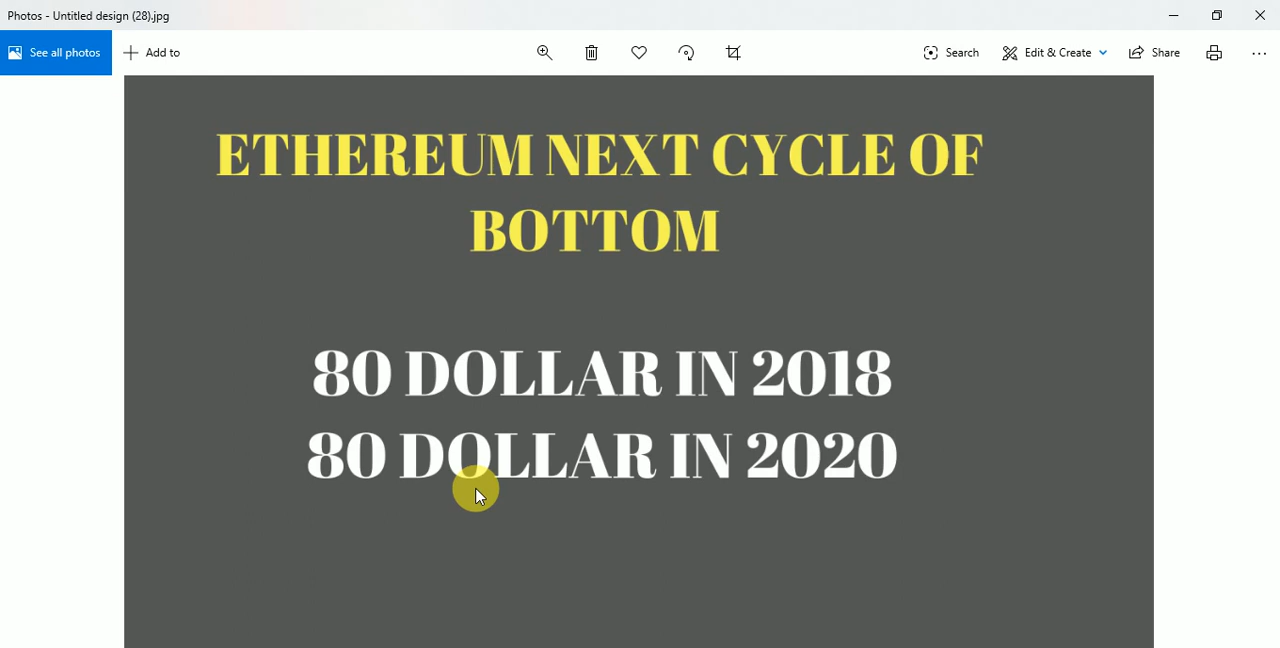 Photos - Untitled design (28).jpg
See all photos
Add to
Search
Edit & Create
Share
ETHEREUM NEXT CYCLE OF
BOTTOM
80 DOLLAR IN 2018
80 DOLLAR IN 2020